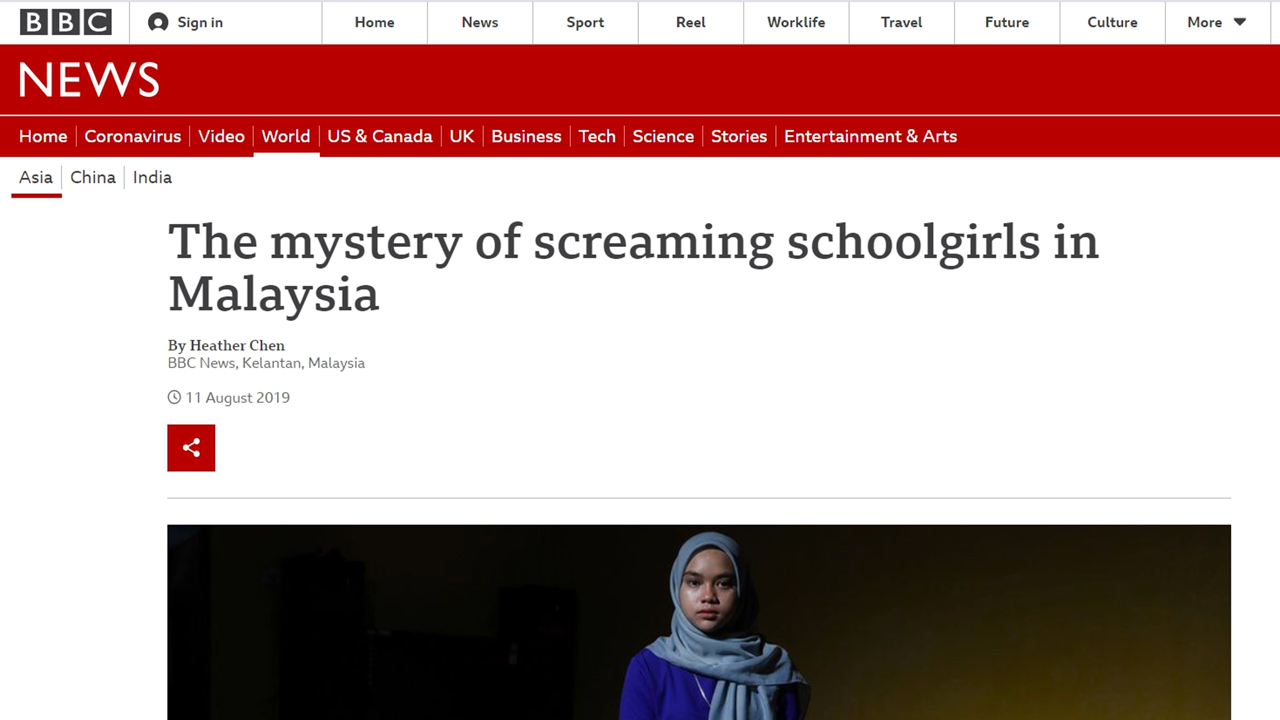 BBC Sign in Home News Sport Reel Worklife Travel Future Culture More
NEWS
Home Coronavirus Video World US & Canada UK Business Tech Science Stories Entertainment & Arts
Asia China India
The mystery of screaming schoolgirls in
Malaysia
By Heather Chen
BBC News, Kelantan, Malaysia
11 August 2019